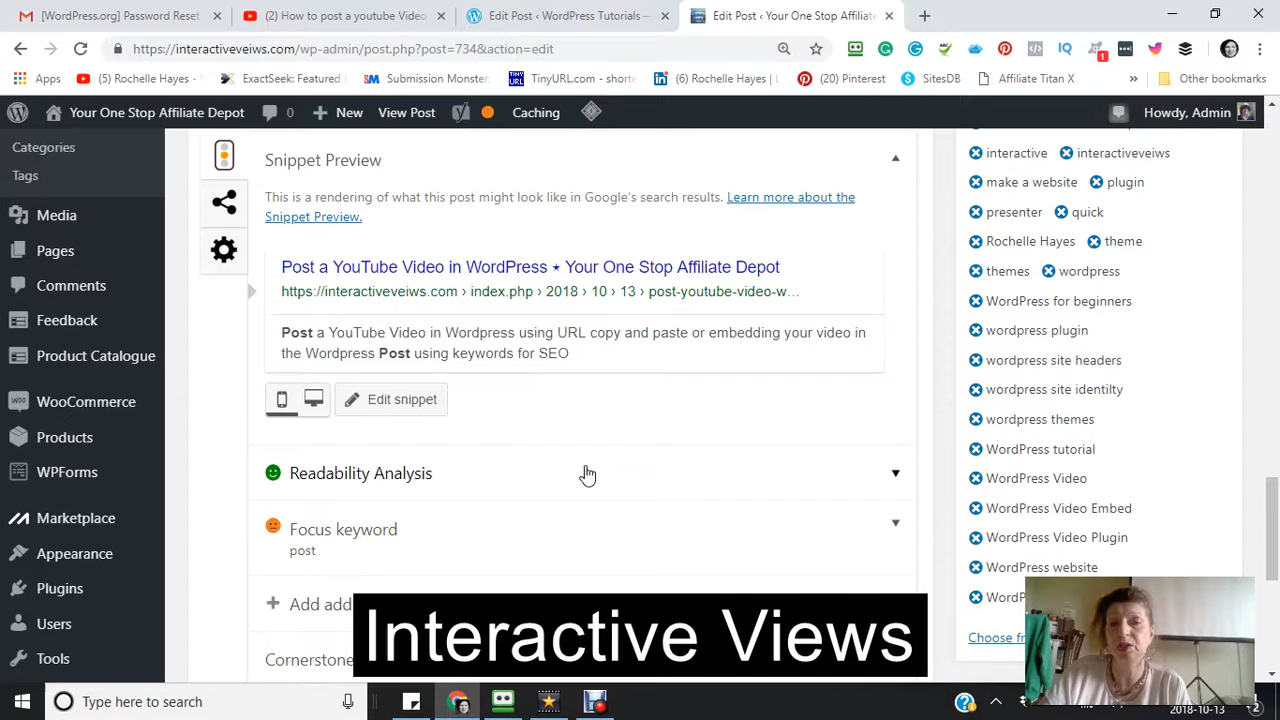 [WordPress.org] Password Reset
(2) How to post a youtube Video
Edit Post ‹ WordPress Tutorials —
Edit Post ‹ Your One Stop Affiliate
https://interactiveveiws.com/wp-admin/post.php?post=734&action=edit
Apps
(5) Rochelle Hayes -
ExactSeek: Featured
Submission Monster
TinyURL.com - shorte
(6) Rochelle Hayes |
(20) Pinterest
SitesDB
Affiliate Titan X
»
Other bookmarks
Your One Stop Affiliate Depot
0
New
View Post
Caching
Howdy, Admin
Categories
Tags
Media
Pages
Comments
Feedback
Product Catalogue
WooCommerce
Products
WPForms
Marketplace
Appearance
Plugins
Users
Tools
Snippet Preview
This is a rendering of what this post might look like in Google's search results. Learn more about the
Snippet Preview.
Post a YouTube Video in WordPress ⋆ Your One Stop Affiliate Depot
https://interactiveveiws.com › index.php › 2018 › 10 › 13 › post-youtube-video-w...
Post a YouTube Video in Wordpress using URL copy and paste or embedding your video in
the Wordpress Post using keywords for SEO
Edit snippet
Readability Analysis
Focus keyword
post
Add add
Cornerstone
interactive interactiveveiws
make a website plugin
presenter quick
Rochelle Hayes theme
themes wordpress
WordPress for beginners
wordpress plugin
wordpress site headers
wordpress site identilty
wordpress themes
WordPress tutorial
WordPress Video
WordPress Video Embed
WordPress Video Plugin
WordPress website
Choose fr
Interactive Views
Type here to search
2018-10-13
2